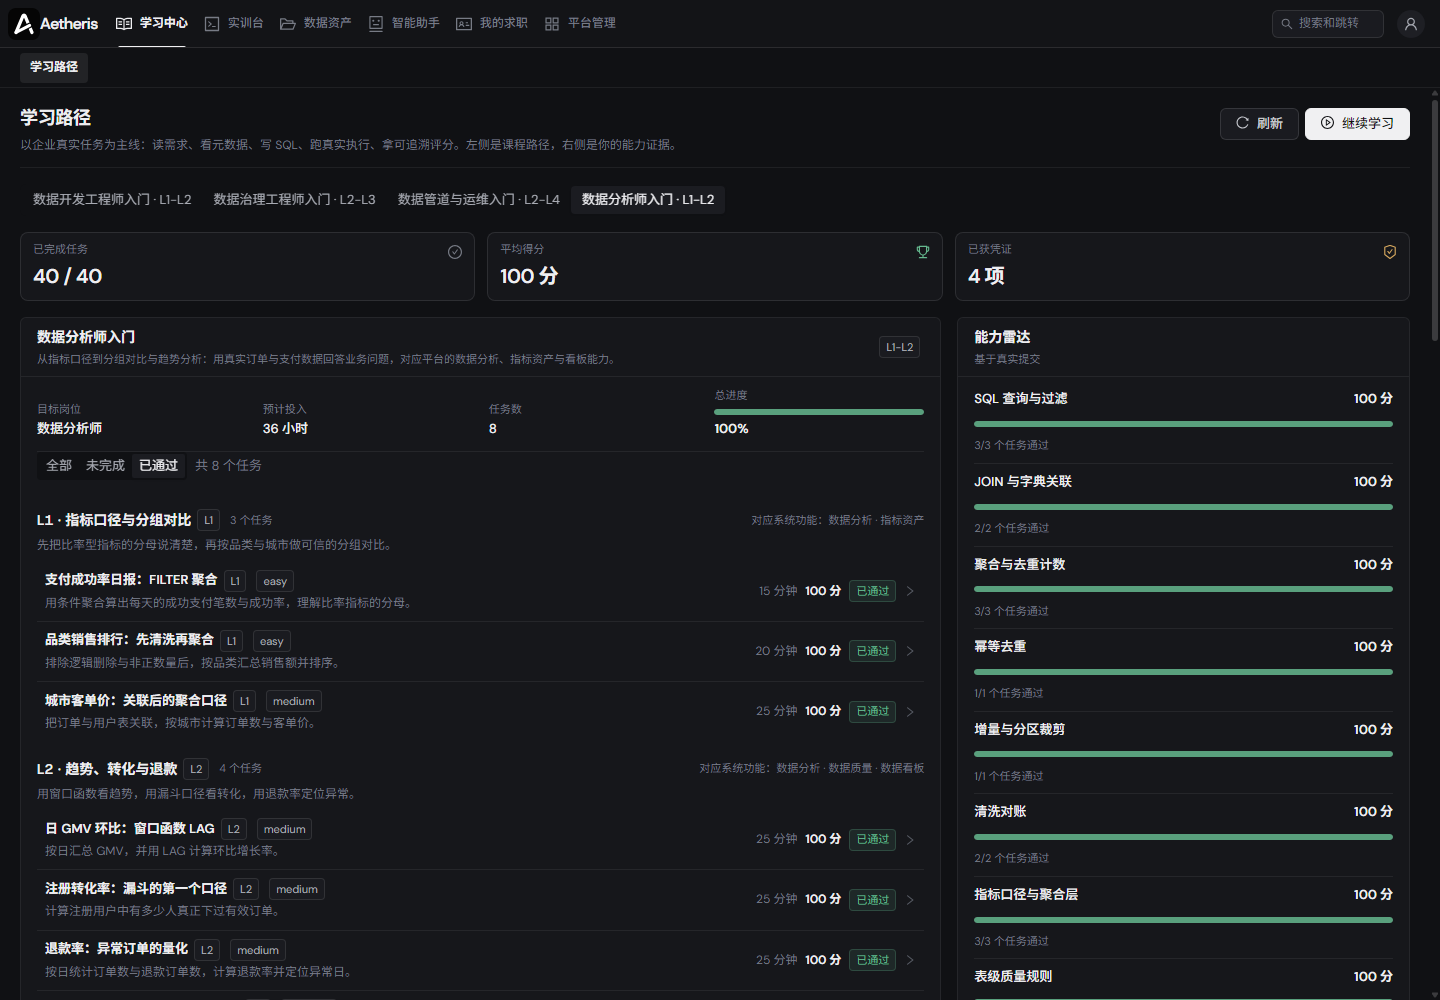 Aetheris
学习中心
实训台
数据资产
智能助手
我的求职
平台管理
搜索和跳转
学习路径
学习路径
以企业真实任务为主线：读需求、看元数据、写 SQL、跑真实执行、拿可追溯评分。左侧是课程路径，右侧是你的能力证据。
刷新
继续学习
数据开发工程师入门 · L1-L2
数据治理工程师入门 · L2-L3
数据管道与运维入门 · L2-L4
数据分析师入门 · L1-L2
已完成任务
40 / 40
平均得分
100 分
已获凭证
4 项
数据分析师入门
从指标口径到分组对比与趋势分析：用真实订单与支付数据回答业务问题，对应平台的数据分析、指标资产与看板能力。
L1-L2
目标岗位
数据分析师
预计投入
36 小时
任务数
8
总进度
100%
全部
未完成
已通过
共 8 个任务
L1 · 指标口径与分组对比 L1 3 个任务
对应系统功能：数据分析 · 指标资产
先把比率型指标的分母说清楚，再按品类与城市做可信的分组对比。
支付成功率日报：FILTER 聚合 L1 easy
用条件聚合算出每天的成功支付笔数与成功率，理解比率指标的分母。
15 分钟 100 分 已通过
品类销售排行：先清洗再聚合 L1 easy
排除逻辑删除与非正数量后，按品类汇总销售额并排序。
20 分钟 100 分 已通过
城市客单价：关联后的聚合口径 L1 medium
把订单与用户表关联，按城市计算订单数与客单价。
25 分钟 100 分 已通过
L2 · 趋势、转化与退款 L2 4 个任务
对应系统功能：数据分析 · 数据质量 · 数据看板
用窗口函数看趋势，用漏斗口径看转化，用退款率定位异常。
日 GMV 环比：窗口函数 LAG L2 medium
按日汇总 GMV，并用 LAG 计算环比增长率。
25 分钟 100 分 已通过
注册转化率：漏斗的第一个口径 L2 medium
计算注册用户中有多少人真正下过有效订单。
25 分钟 100 分 已通过
退款率：异常订单的量化 L2 medium
按日统计订单数与退款订单数，计算退款率并定位异常日。
25 分钟 100 分 已通过
能力雷达
基于真实提交
SQL 查询与过滤 100 分
3/3 个任务通过
JOIN 与字典关联 100 分
2/2 个任务通过
聚合与去重计数 100 分
3/3 个任务通过
幂等去重 100 分
1/1 个任务通过
增量与分区裁剪 100 分
1/1 个任务通过
清洗对账 100 分
2/2 个任务通过
指标口径与聚合层 100 分
3/3 个任务通过
表级质量规则 100 分